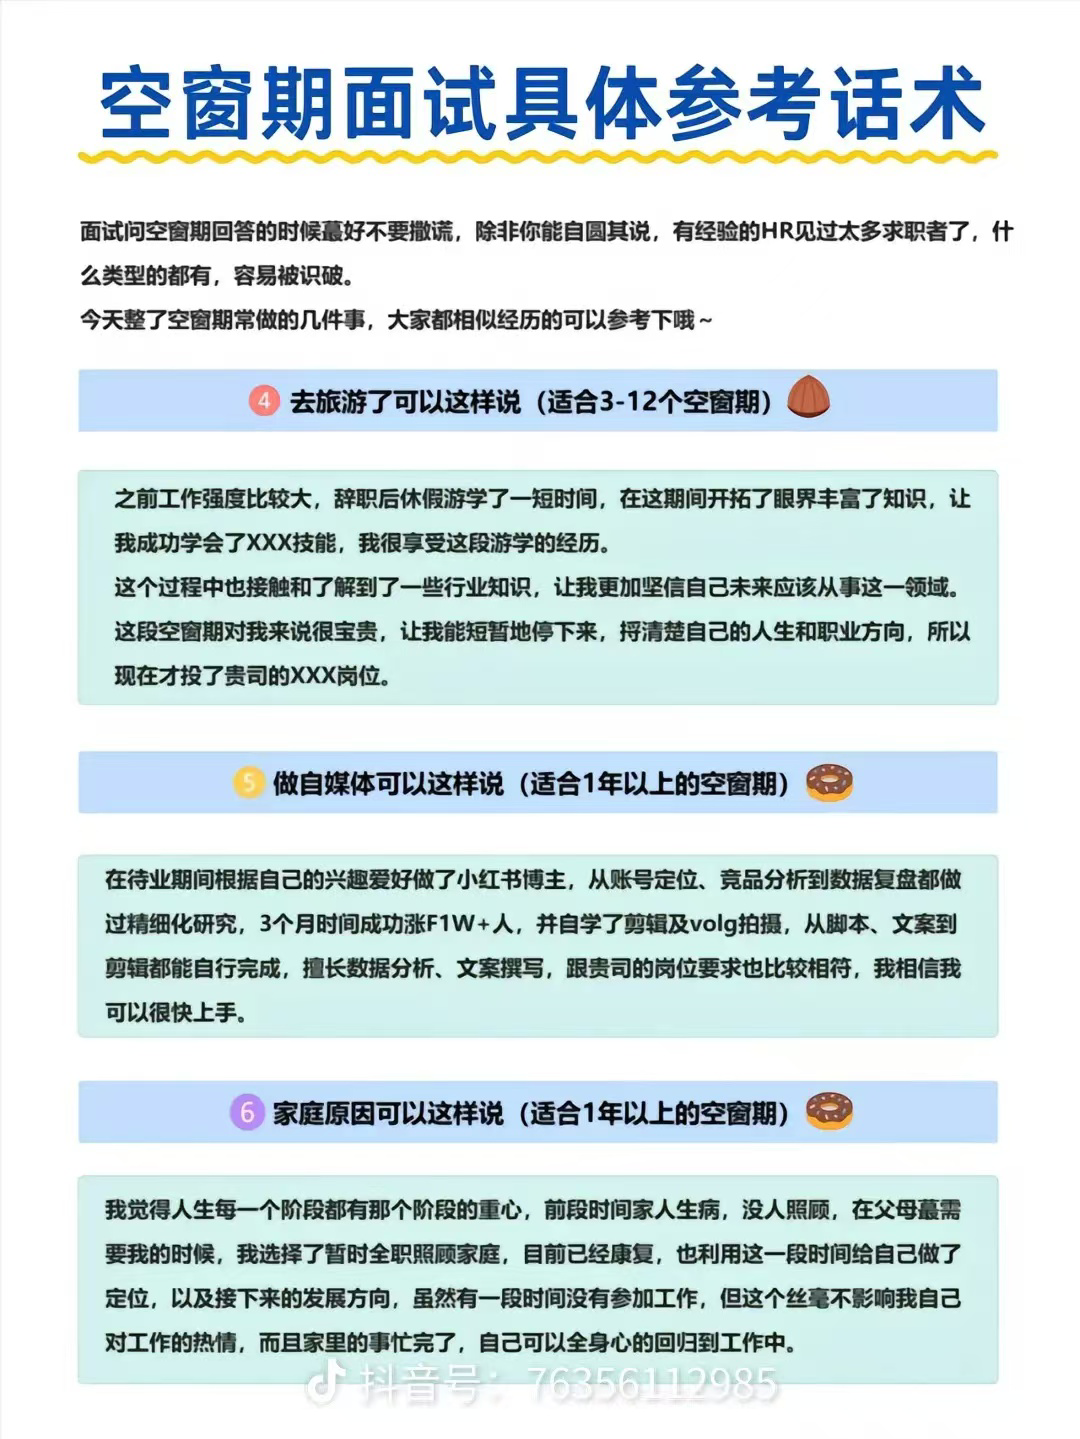 空窗期面试具体参考话术
面试问空窗期回答的时候蕞好不要撒谎，除非你能自圆其说，有经验的HR见过太多求职者了，什
么类型的都有，容易被识破。
今天整了空窗期常做的几件事，大家都相似经历的可以参考下哦～
4 去旅游了可以这样说（适合3-12个空窗期）
之前工作强度比较大，辞职后休假游学了一短时间，在这期间开拓了眼界丰富了知识，让
我成功学会了XXX技能，我很享受这段游学的经历。
这个过程中也接触和了解到了一些行业知识，让我更加坚信自己未来应该从事这一领域。
这段空窗期对我来说很宝贵，让我能短暂地停下来，捋清楚自己的人生和职业方向，所以
现在才投了贵司的XXX岗位。
5 做自媒体可以这样说（适合1年以上的空窗期）
在待业期间根据自己的兴趣爱好做了小红书博主，从账号定位、竞品分析到数据复盘都做
过精细化研究，3个月时间成功涨F1W+人，并自学了剪辑及volg拍摄，从脚本、文案到
剪辑都能自行完成，擅长数据分析、文案撰写，跟贵司的岗位要求也比较相符，我相信我
可以很快上手。
6 家庭原因可以这样说（适合1年以上的空窗期）
我觉得人生每一个阶段都有那个阶段的重心，前段时间家人生病，没人照顾，在父母蕞需
要我的时候，我选择了暂时全职照顾家庭，目前已经康复，也利用这一段时间给自己做了
定位，以及接下来的发展方向，虽然有一段时间没有参加工作，但这个丝毫不影响我自己
对工作的热情，而且家里的事忙完了，自己可以全身心的回归到工作中。
抖音号：76356112985